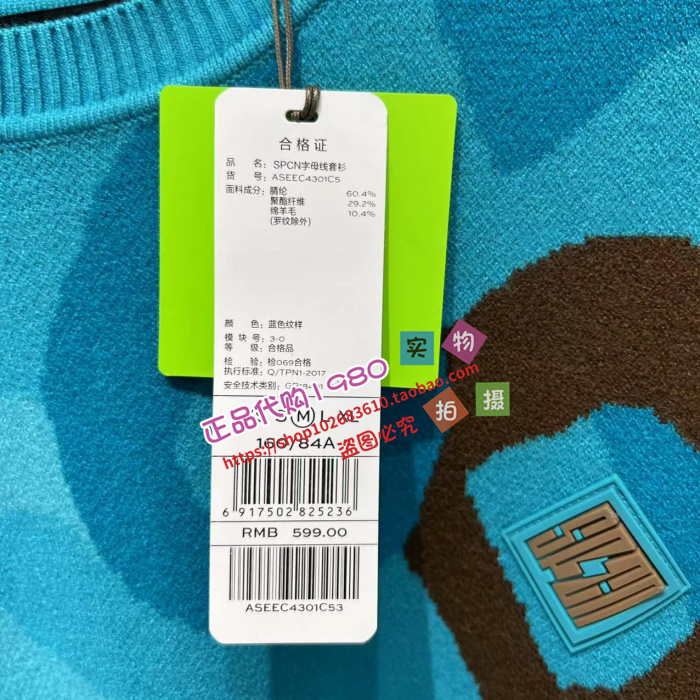 合格证
品 名: SPCN字母线套衫
货 号: ASEEC4301C5
面料成分: 腈纶 60.4%
聚酯纤维 29.2%
绵羊毛 10.4%
(罗纹除外)
颜 色: 蓝色纹样
模块号: 3-0
等 级: 合格品
检 验: 检069合格
执行标准: Q/TPN1-2017
安全技术类别:
实物
拍摄
正品代购1980
https://shop102683610.taobao.com
盗图必究
M
/84A
6 917502 825236
RMB 599.00
ASEEC4301C53